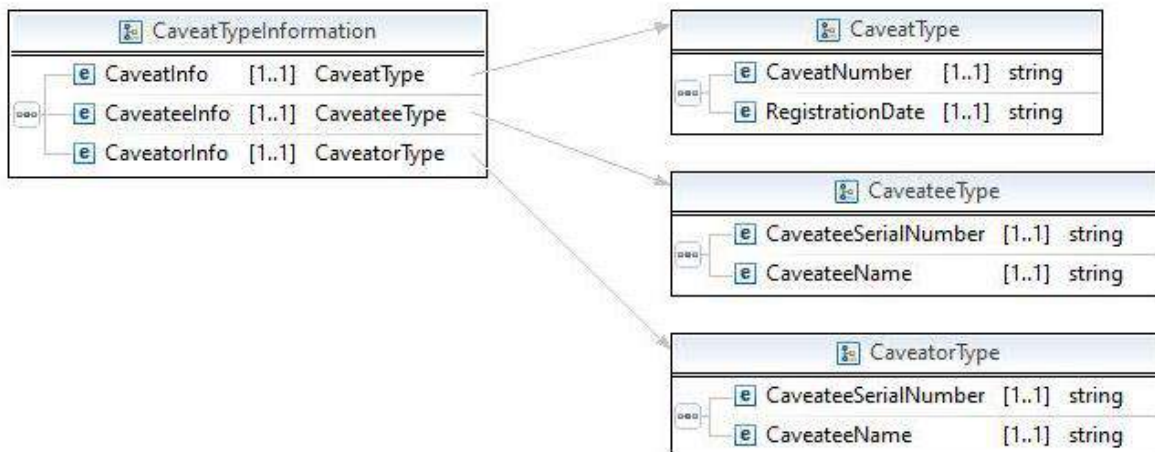 CaveatTypeInformation
e CaveatInfo [1..1] CaveatType
e CaveateeInfo [1..1] CaveateeType
e CaveatorInfo [1..1] CaveatorType
CaveatType
e CaveatNumber [1..1] string
e RegistrationDate [1..1] string
CaveateeType
e CaveateeSerialNumber [1..1] string
e CaveateeName [1..1] string
CaveatorType
e CaveateeSerialNumber [1..1] string
e CaveateeName [1..1] string